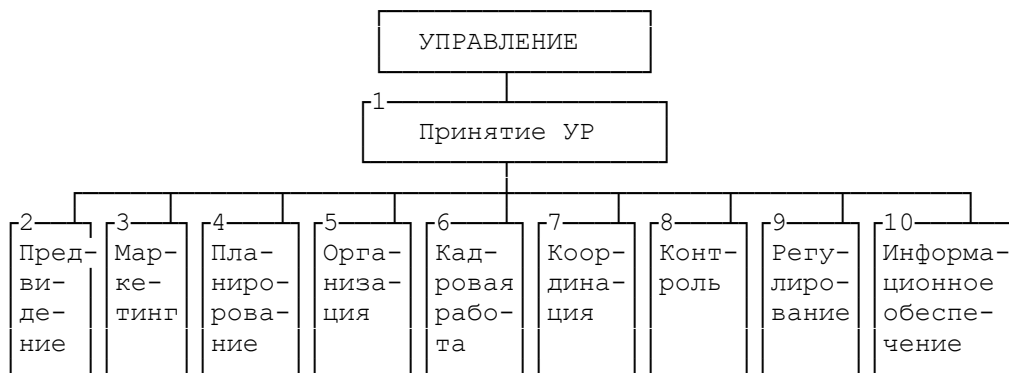 УПРАВЛЕНИЕ
1
Принятие УР
2
Пред-
ви-
де-
ние
3
Мар-
ке-
тинг
4
Пла-
ниро-
рова-
ние
5
Орга-
низа-
ция
6
Кад-
ровая
рабо-
та
7
Коор-
дина-
ция
8
Конт-
роль
9
Регу-
лиро-
вание
10
Информа-
ционное
обеспе-
чение